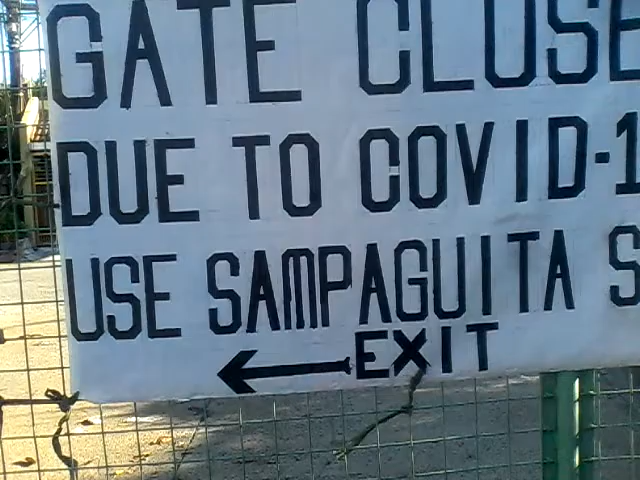 GATE CLOSE
DUE TO COVID-1
USE SAMPAGUITA S
EXIT